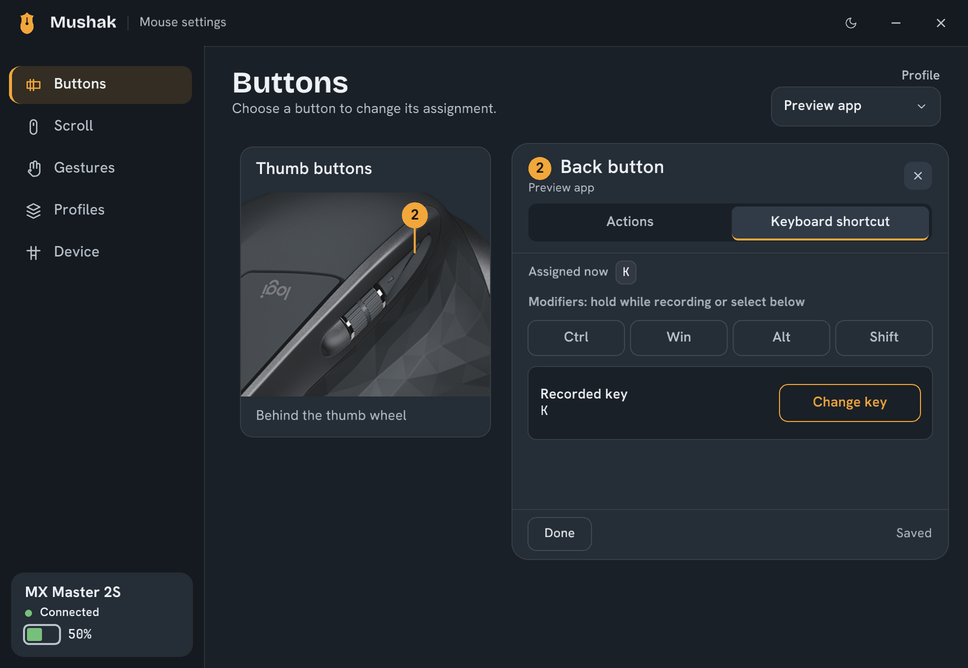 Mushak
Mouse settings
Buttons
Scroll
Gestures
Profiles
Device
MX Master 2S
Connected
50%
Buttons
Choose a button to change its assignment.
Profile
Preview app
Thumb buttons
2
logi
Behind the thumb wheel
2 Back button
Preview app
Actions
Keyboard shortcut
Assigned now K
Modifiers: hold while recording or select below
Ctrl
Win
Alt
Shift
Recorded key
K
Change key
Done
Saved